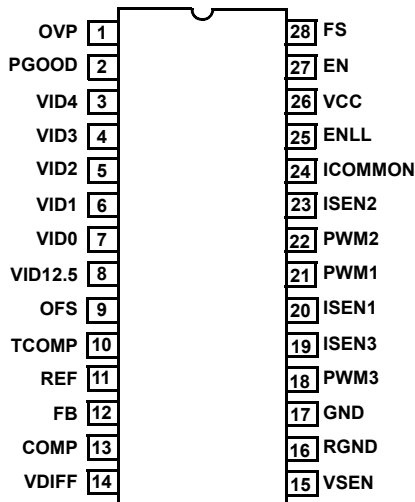 OVP 1 28 FS
PGOOD 2 27 EN
VID4 3 26 VCC
VID3 4 25 ENLL
VID2 5 24 ICOMMON
VID1 6 23 ISEN2
VID0 7 22 PWM2
VID12.5 8 21 PWM1
OFS 9 20 ISEN1
TCOMP 10 19 ISEN3
REF 11 18 PWM3
FB 12 17 GND
COMP 13 16 RGND
VDIFF 14 15 VSEN